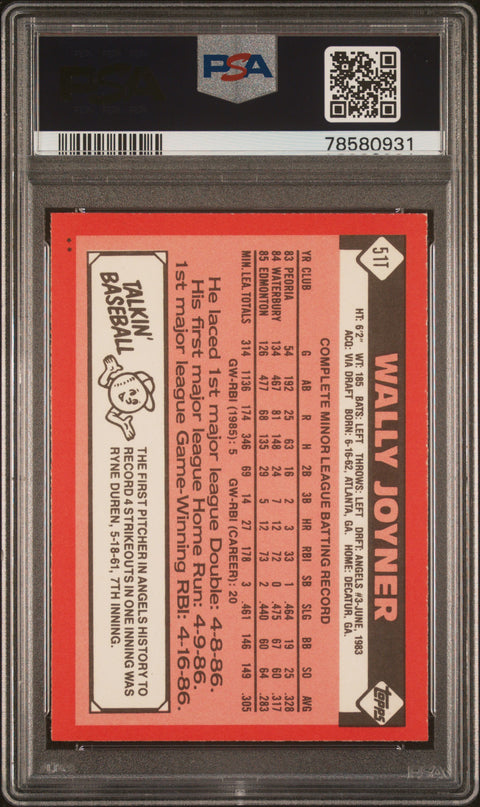 PSA
78580931
51T
WALLY JOYNER
topps
HT: 6'2" WT: 185 BATS: LEFT THROWS: LEFT DRFT: ANGELS #3-JUNE, 1983
ACQ: VIA DRAFT BORN: 6-16-62, ATLANTA, GA. HOME: DECATUR, GA.
COMPLETE MINOR LEAGUE BATTING RECORD
YR CLUB G AB R H 2B 3B HR RBI SB SLG BB SO AVG
83 PEORIA 54 192 25 63 16 2 3 33 1 .464 19 25 .328
84 WATERBURY 134 467 81 148 24 7 12 72 0 .475 67 60 .317
85 EDMONTON 126 477 68 135 29 5 12 73 2 .440 60 64 .283
MIN. LEA. TOTALS 314 1136 174 346 69 14 27 178 3 .461 146 149 .305
GW-RBI (1985): 5 GW-RBI (CAREER): 20
He laced 1st major league Double: 4-8-86.
His first major league Home Run: 4-9-86.
1st major league Game-Winning RBI: 4-16-86.
TALKIN'
BASEBALL
THE FIRST PITCHER IN ANGELS HISTORY TO
RECORD 4 STRIKEOUTS IN ONE INNING WAS
RYNE DUREN, 5-18-61, 7TH INNING.
**
PSA